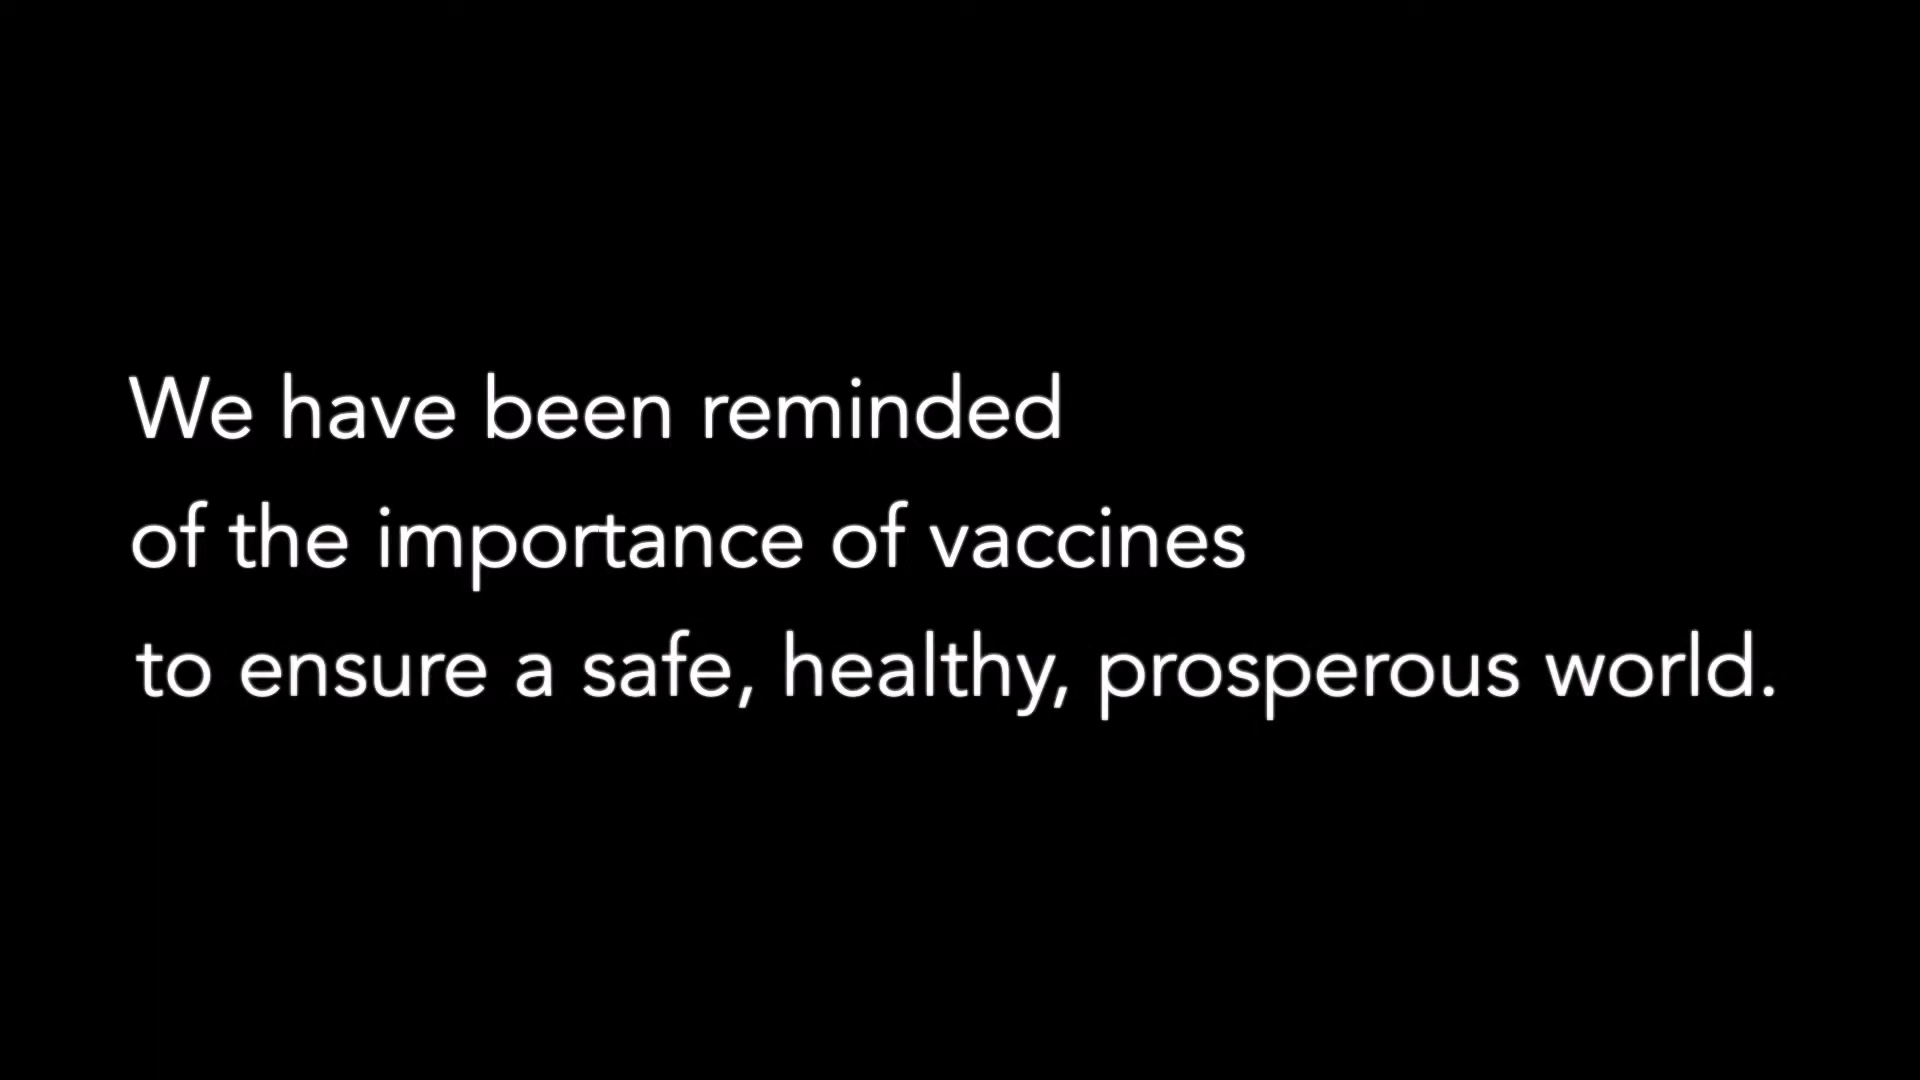 We have been reminded
of the importance of vaccines
to ensure a safe, healthy, prosperous world.